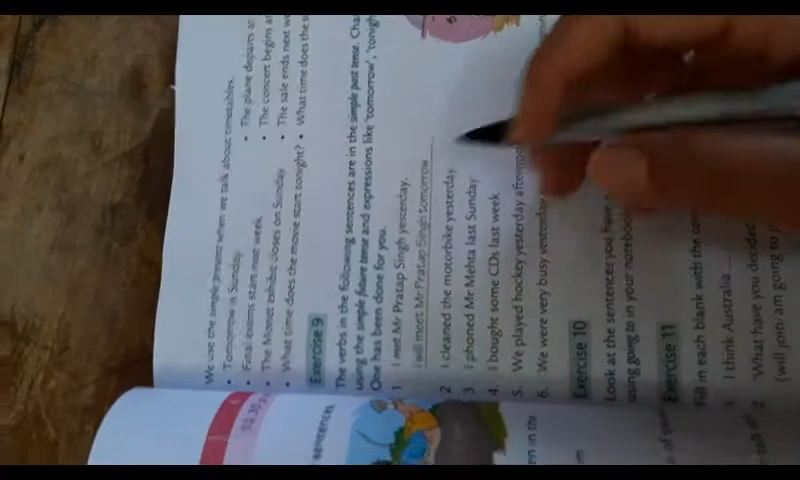 We use the simple present when we talk about timetables.
• Tomorrow is Sunday. • The plane departs at
• Final exams start next week • The concert begins at
• The Monet exhibit closes on Sunday • The sale ends next we
• What time does the movie start tonight? • What time does the s
Exercise 9
The verbs in the following sentences are in the simple past tense. Cha
using the simple future tense and expressions like 'tomorrow', 'tonigh
One has been done for you.
1 I met Mr Pratap Singh yesterday.
I will meet Mr Pratap Singh tomorrow
2 I cleaned the motorbike yesterday.
3 I phoned Mr Mehta last Sunday.
4. I bought some CDs last week.
5. We played hockey yesterday afternoo
6. We were very busy yesterday
Exercise 10
Look at the sentences you have
using going to in your notebook
Exercise 11
Fill in each blank with the cor
1 I think Australia
2 "What have you decided
(will join/ am going to j
sentences
en in the